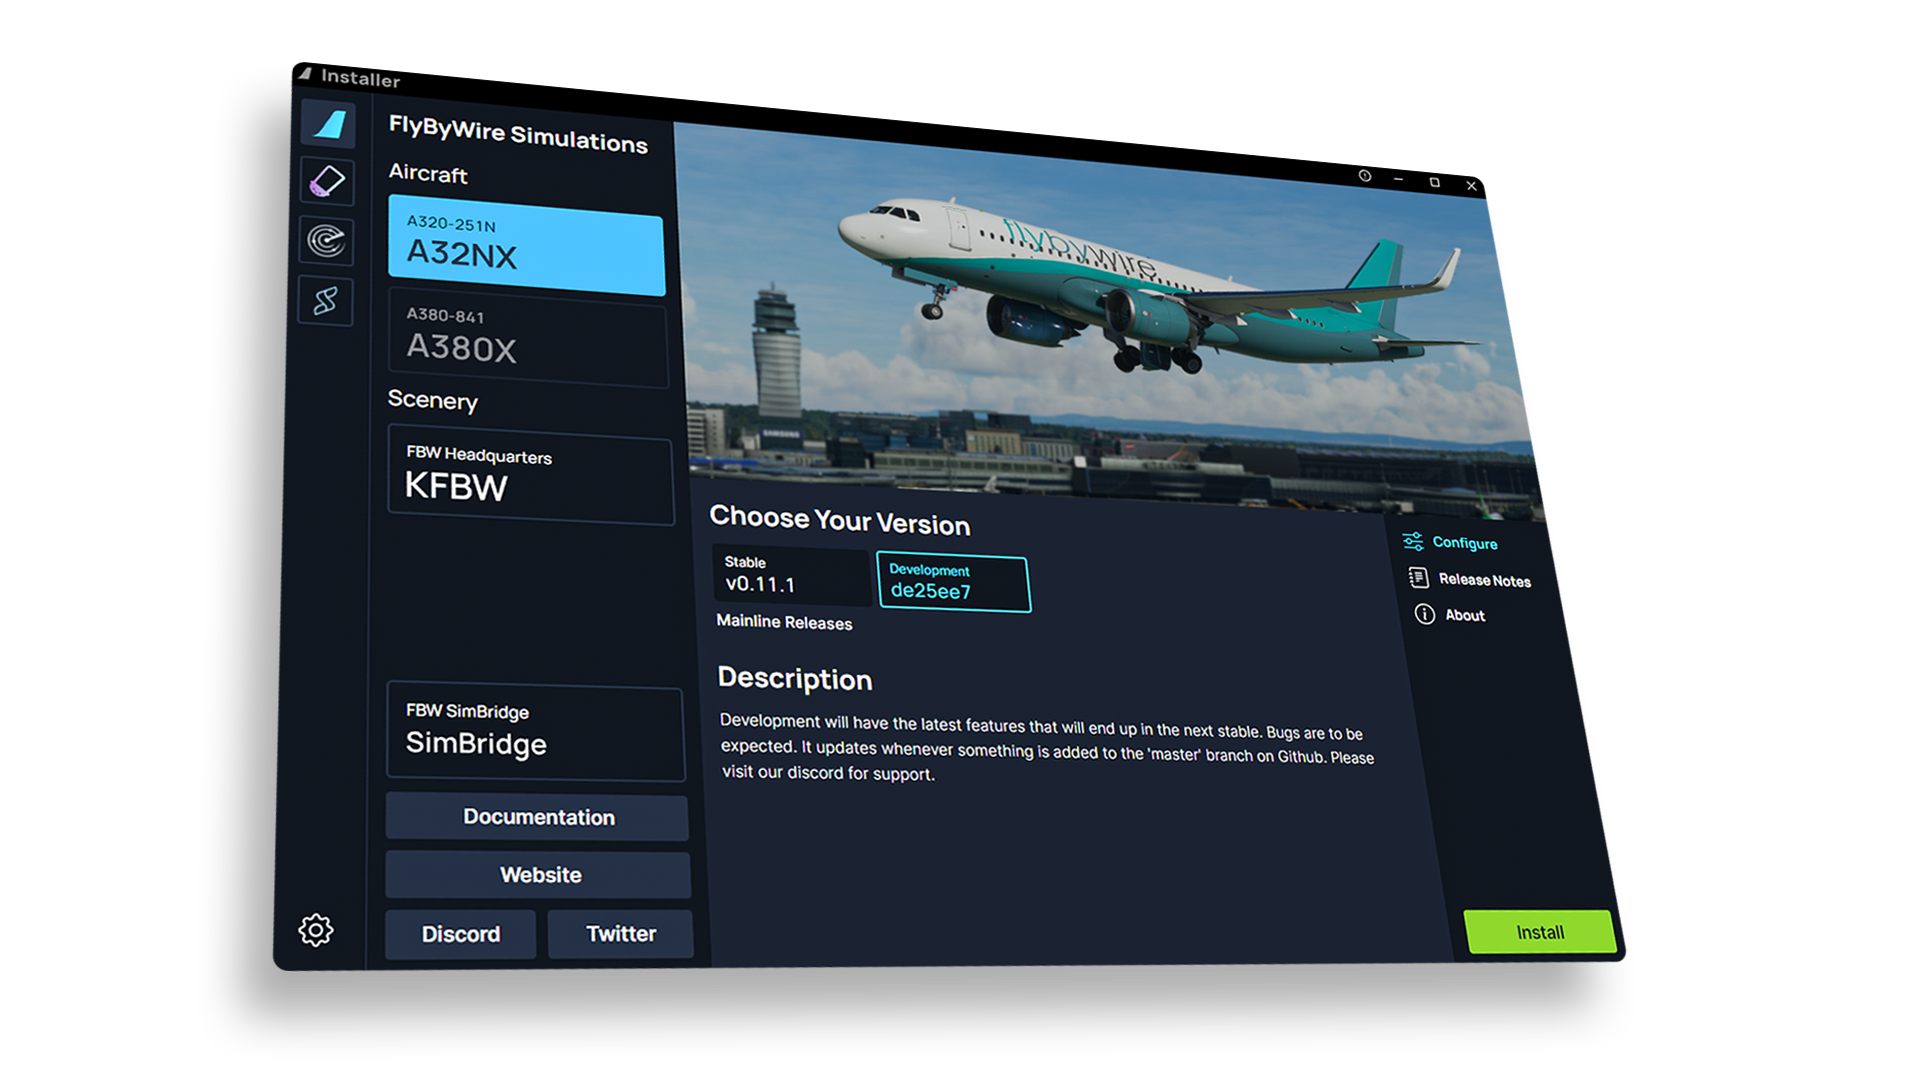 Installer
FlyByWire Simulations
Aircraft
A320-251N
A32NX
A380-841
A380X
Scenery
FBW Headquarters
KFBW
FBW SimBridge
SimBridge
Documentation
Website
Discord
Twitter
flybywire
SAMSUNG
Choose Your Version
Stable
v0.11.1
Development
de25ee7
Mainline Releases
Description
Development will have the latest features that will end up in the next stable. Bugs are to be
expected. It updates whenever something is added to the 'master' branch on Github. Please
visit our discord for support.
Configure
Release Notes
About
Install